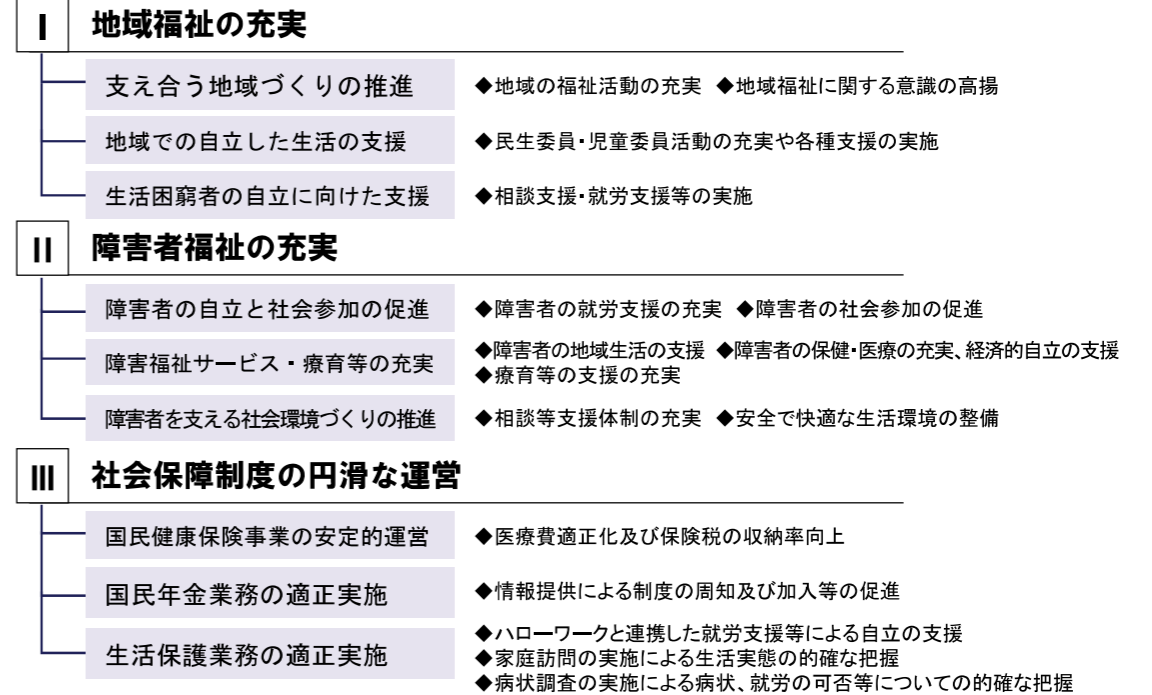 I 地域福祉の充実
支え合う地域づくりの推進 ◆地域の福祉活動の充実 ◆地域福祉に関する意識の高揚
地域での自立した生活の支援 ◆民生委員・児童委員活動の充実や各種支援の実施
生活困窮者の自立に向けた支援 ◆相談支援・就労支援等の実施
II 障害者福祉の充実
障害者の自立と社会参加の促進 ◆障害者の就労支援の充実 ◆障害者の社会参加の促進
障害福祉サービス・療育等の充実 ◆障害者の地域生活の支援 ◆障害者の保健・医療の充実、経済的自立の支援
◆療育等の支援の充実
障害者を支える社会環境づくりの推進 ◆相談等支援体制の充実 ◆安全で快適な生活環境の整備
III 社会保障制度の円滑な運営
国民健康保険事業の安定的運営 ◆医療費適正化及び保険税の収納率向上
国民年金業務の適正実施 ◆情報提供による制度の周知及び加入等の促進
生活保護業務の適正実施 ◆ハローワークと連携した就労支援等による自立の支援
◆家庭訪問の実施による生活実態の的確な把握
◆病状調査の実施による病状、就労の可否等についての的確な把握